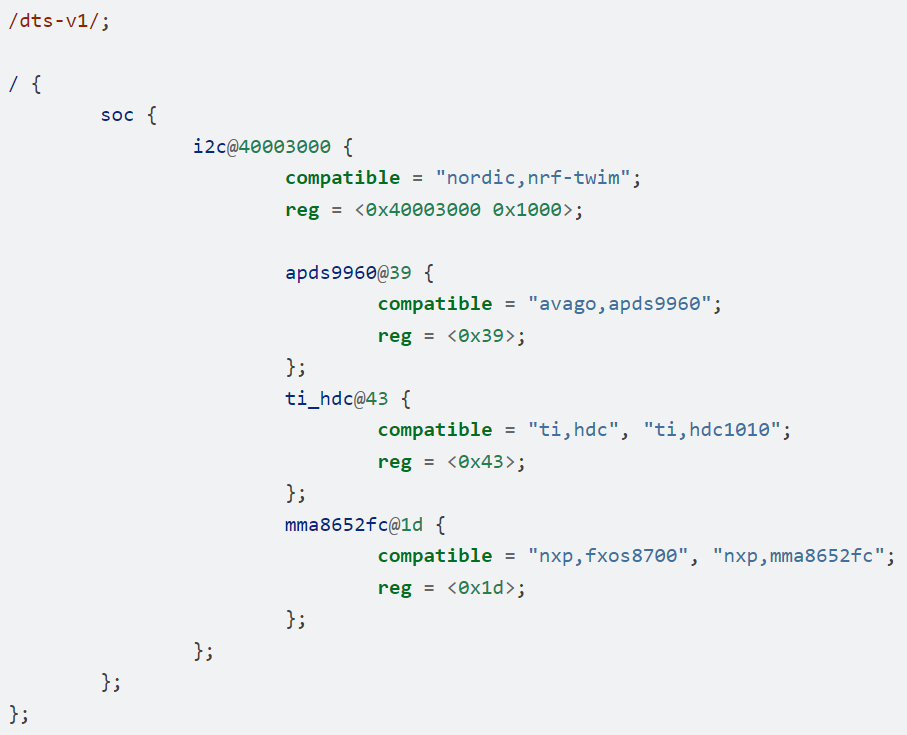 /dts-v1/;
/ {
soc {
i2c@40003000 {
compatible = "nordic,nrf-twim";
reg = <0x40003000 0x1000>;
apds9960@39 {
compatible = "avago,apds9960";
reg = <0x39>;
};
ti_hdc@43 {
compatible = "ti,hdc", "ti,hdc1010";
reg = <0x43>;
};
mma8652fc@1d {
compatible = "nxp,fxos8700", "nxp,mma8652fc";
reg = <0x1d>;
};
};
};
};